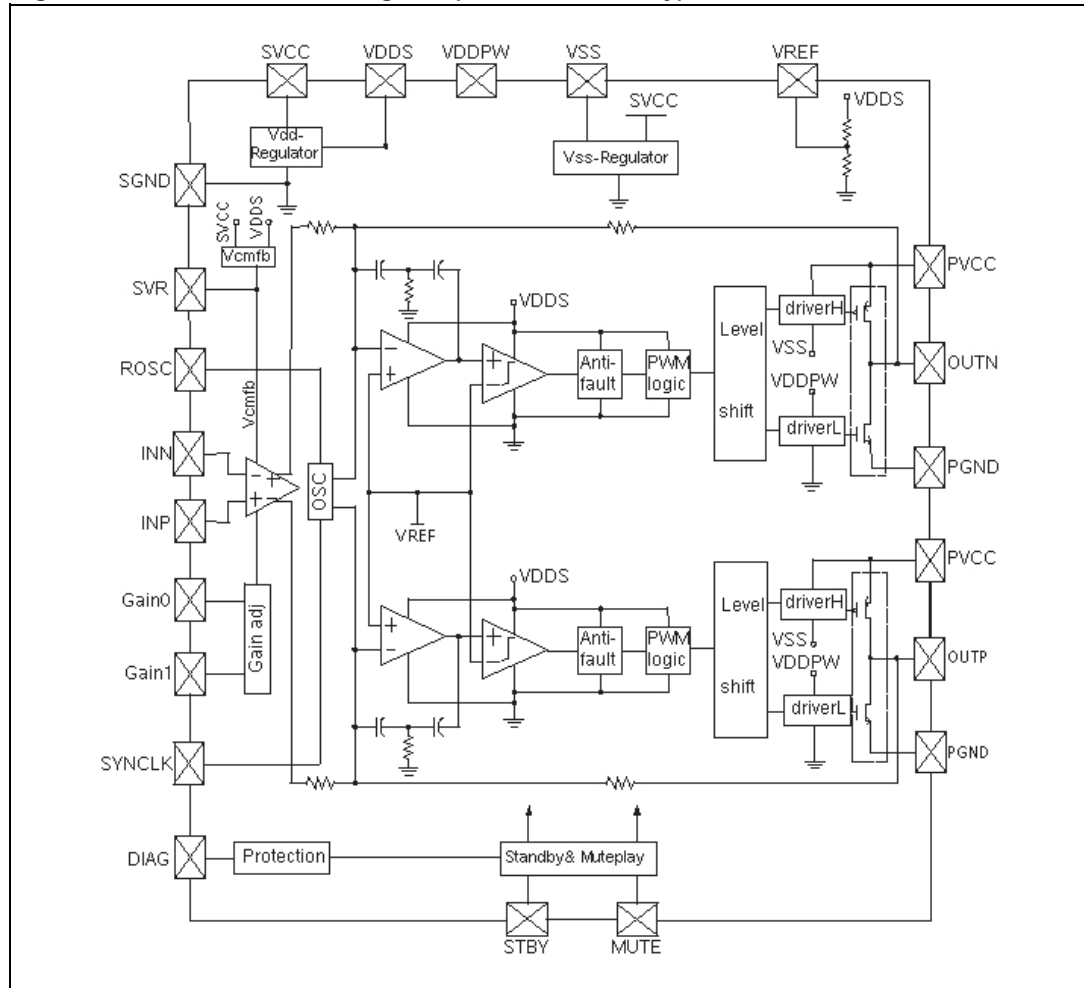 SVCC VDDS VDDPW VSS VREF
SVCC
VDDS
Vdd-
Regulator
Vss-Regulator
SGND
SVCC
VDDS
Vcmfb
SVR
PVCC
VDDS
driverH
Level
shift
VSS
ROSC
Anti-
fault
PWM
logic
OUTN
VDDPW
Vcmfb
driverL
INN
PGND
OSC
INP
VREF
PVCC
VDDS
driverH
Gain0
Level
shift
Gain adj
Anti-
fault
PWM
logic
VSS
VDDPW
OUTP
Gain1
driverL
SYNCLK
PGND
DIAG
Protection
Standby& Muteplay
STBY MUTE